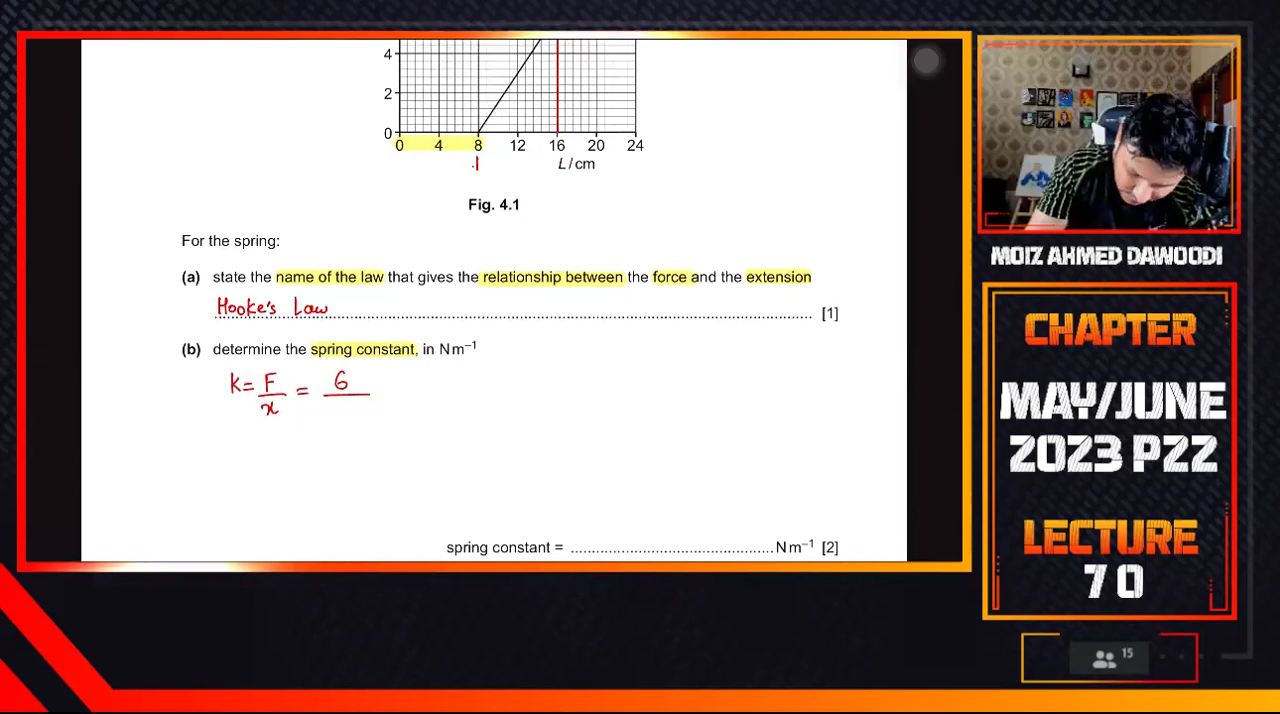 4
2
0
0 4 8 12 16 20 24
L/cm
Fig. 4.1
For the spring:
(a) state the name of the law that gives the relationship between the force and the extension
Hooke's Law [1]
(b) determine the spring constant, in N m⁻¹
K = F/x = 6
spring constant = ................................................ N m⁻¹ [2]
MOIZ AHMED DAWOODI
CHAPTER
MAY/JUNE
2023 P22
LECTURE
70
15